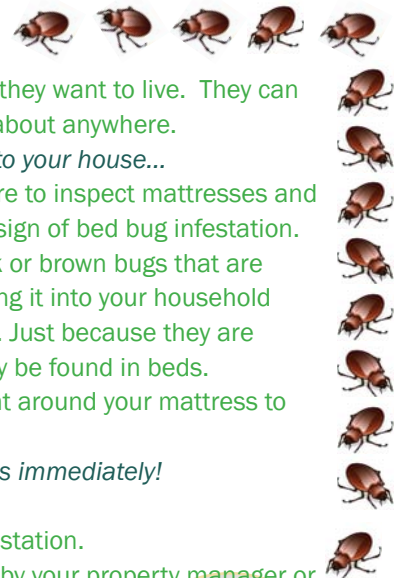 they want to live.  They can
about anywhere.
to your house...
re to inspect mattresses and
sign of bed bug infestation.
k or brown bugs that are
ng it into your household
. Just because they are
y be found in beds.
t around your mattress to
s immediately!
station.
by your property manager or